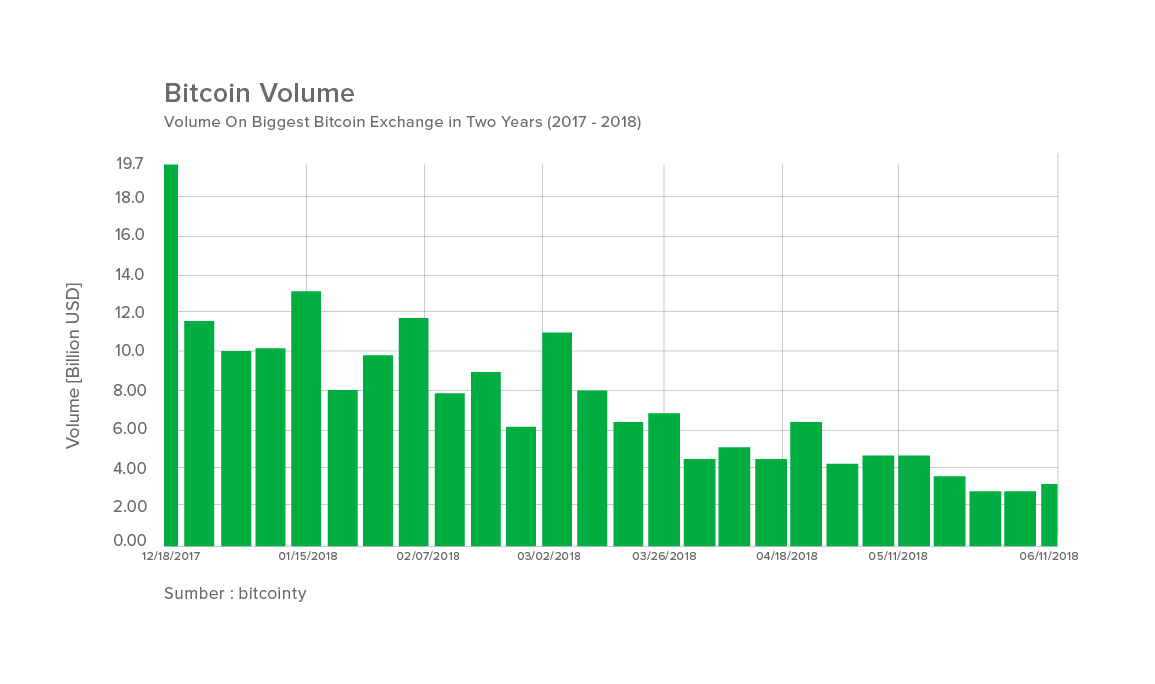 Bitcoin Volume
Volume On Biggest Bitcoin Exchange in Two Years (2017 - 2018)
Volume [Billion USD]
19.7
18.0
16.0
14.0
12.0
10.0
8.00
6.00
4.00
2.00
0.00
12/18/2017 01/15/2018 02/07/2018 03/02/2018 03/26/2018 04/18/2018 05/11/2018 06/11/2018
Sumber : bitcointy